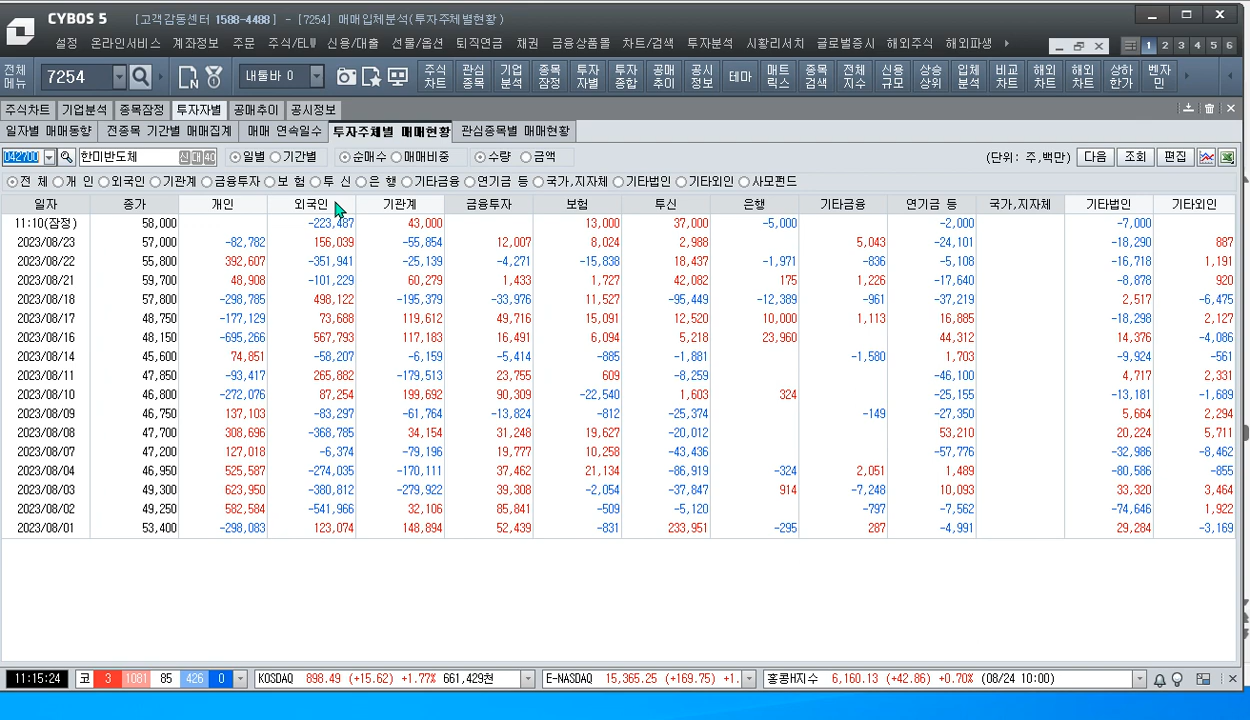 CYBOS 5 [고객감동센터 1588-4488] - [7254] 매매입체분석(투자주체별현황)
설정 온라인서비스 계좌정보 주문 주식/ELW 신용/대출 선물/옵션 퇴직연금 채권 금융상품몰 차트/검색 투자분석 시황리서치 글로벌증시 해외주식 해외파생 1 2 3 4 5 6
전체메뉴 7254 내툴바 0 주식차트 관심종목 기업분석 종목잠정 투자자별 투자종합 공매추이 공시정보 테마 매트릭스 종목검색 전체지수 신용규모 상승상위 입체분석 비교차트 해외차트 해외차트 상하한가 벤자민
주식차트 기업분석 종목잠정 투자자별 공매추이 공시정보
일자별 매매동향 전종목 기간별 매매집계 매매 연속일수 투자주체별 매매현황 관심종목별 매매현황
042700 한미반도체 신 대 40 일별 기간별 순매수 매매비중 수량 금액 (단위: 주,백만) 다음 조회 편집
전 체 개 인 외국인 기관계 금융투자 보 험 투 신 은 행 기타금융 연기금 등 국가,지자체 기타법인 기타외인 사모펀드
일자 종가 개인 외국인 기관계 금융투자 보험 투신 은행 기타금융 연기금 등 국가,지자체 기타법인 기타외인
11:10(잠정) 58,000 -223,487 43,000 13,000 37,000 -5,000 -2,000 -7,000
2023/08/23 57,000 -82,782 156,039 -55,854 12,007 8,024 2,988 5,043 -24,101 -18,290 887
2023/08/22 55,800 392,607 -351,941 -25,139 -4,271 -15,838 18,437 -1,971 -836 -5,108 -16,718 1,191
2023/08/21 59,700 48,908 -101,229 60,279 1,433 1,727 42,082 175 1,226 -17,640 -8,878 920
2023/08/18 57,800 -298,785 498,122 -195,379 -33,976 11,527 -95,449 -12,389 -961 -37,219 2,517 -6,475
2023/08/17 48,750 -177,129 73,688 119,612 49,716 15,091 12,520 10,000 1,113 16,885 -18,298 2,127
2023/08/16 48,150 -695,266 567,793 117,183 16,491 6,094 5,218 23,960 44,312 14,376 -4,086
2023/08/14 45,600 74,851 -58,207 -6,159 -5,414 -885 -1,881 -1,580 1,703 -9,924 -561
2023/08/11 47,850 -93,417 265,882 -179,513 23,755 609 -8,259 -46,100 4,717 2,331
2023/08/10 46,800 -272,076 87,254 199,692 90,309 -22,540 1,603 324 -25,155 -13,181 -1,689
2023/08/09 46,750 137,103 -83,297 -61,764 -13,824 -812 -25,374 -149 -27,350 5,664 2,294
2023/08/08 47,700 308,696 -368,785 34,154 31,248 19,627 -20,012 53,210 20,224 5,711
2023/08/07 47,200 127,018 -6,374 -79,196 19,777 10,258 -43,436 -57,776 -32,986 -8,462
2023/08/04 46,950 525,587 -274,035 -170,111 37,462 21,134 -86,919 -324 2,051 1,489 -80,586 -855
2023/08/03 49,300 623,950 -380,812 -279,922 39,308 -2,054 -37,847 914 -7,248 10,093 33,320 3,464
2023/08/02 49,250 582,584 -541,966 32,106 85,841 -509 -5,120 -797 -7,562 -74,646 1,922
2023/08/01 53,400 -298,083 123,074 148,894 52,439 -831 233,951 -295 287 -4,991 29,284 -3,169
11:15:24 코 3 1081 85 426 0 KOSDAQ 898.49 (+15.62) +1.77% 661,429천 E-NASDAQ 15,365.25 (+169.75) +1. 홍콩H지수 6,160.13 (+42.86) +0.70% (08/24 10:00)